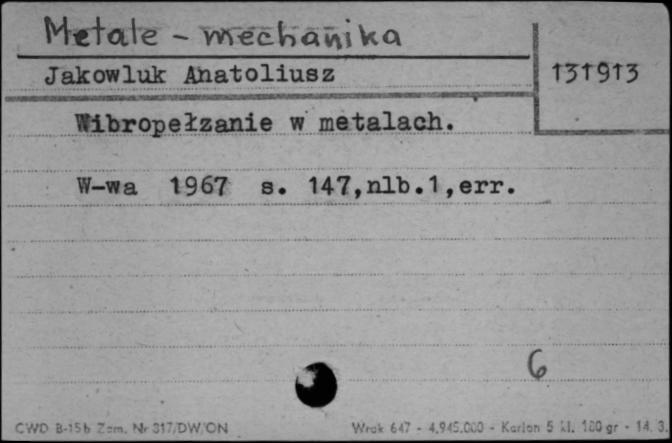 Metale - mechanika
Jakowluk Anatoliusz
131913
Wibropełzanie w metalach.
W-wa 1967 s. 147,nlb.1,err.
6
CWD B-15b Zam. Nr 317/DW/ON
Wrak 647 - 4,945.000 - Karton 5 kl. 180 gr - 14. 3.